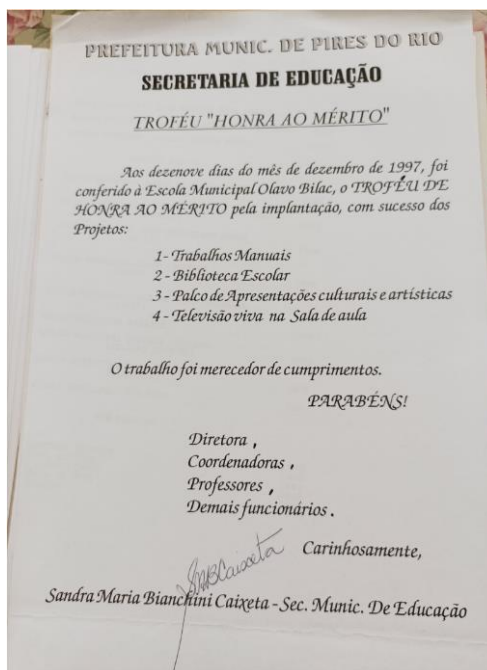 PREFEITURA MUNIC. DE PIRES DO RIO
SECRETARIA DE EDUCAÇÃO
TROFÉU "HONRA AO MÉRITO"
Aos dezenove dias do mês de dezembro de 1997, foi
conferido à Escola Municipal Olavo Bilac, o TROFÉU DE
HONRA AO MÉRITO pela implantação, com sucesso dos
Projetos:
1- Trabalhos Manuais
2 - Biblioteca Escolar
3 - Palco de Apresentações culturais e artísticas
4 - Televisão viva na Sala de aula
O trabalho foi merecedor de cumprimentos.
PARABÉNS!
Diretora ,
Coordenadoras ,
Professores ,
Demais funcionários .
Carinhosamente,
SMBCaixeta
Sandra Maria Bianchini Caixeta - Sec. Munic. De Educação